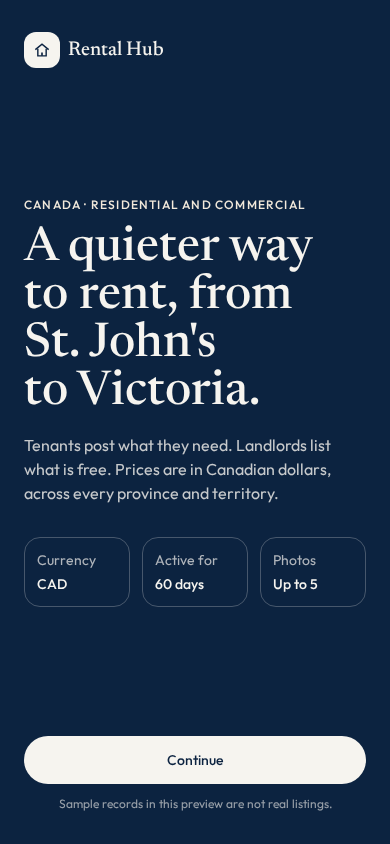 Rental Hub
CANADA · RESIDENTIAL AND COMMERCIAL
A quieter way
to rent, from
St. John's
to Victoria.
Tenants post what they need. Landlords list
what is free. Prices are in Canadian dollars,
across every province and territory.
Currency
CAD
Active for
60 days
Photos
Up to 5
Continue
Sample records in this preview are not real listings.